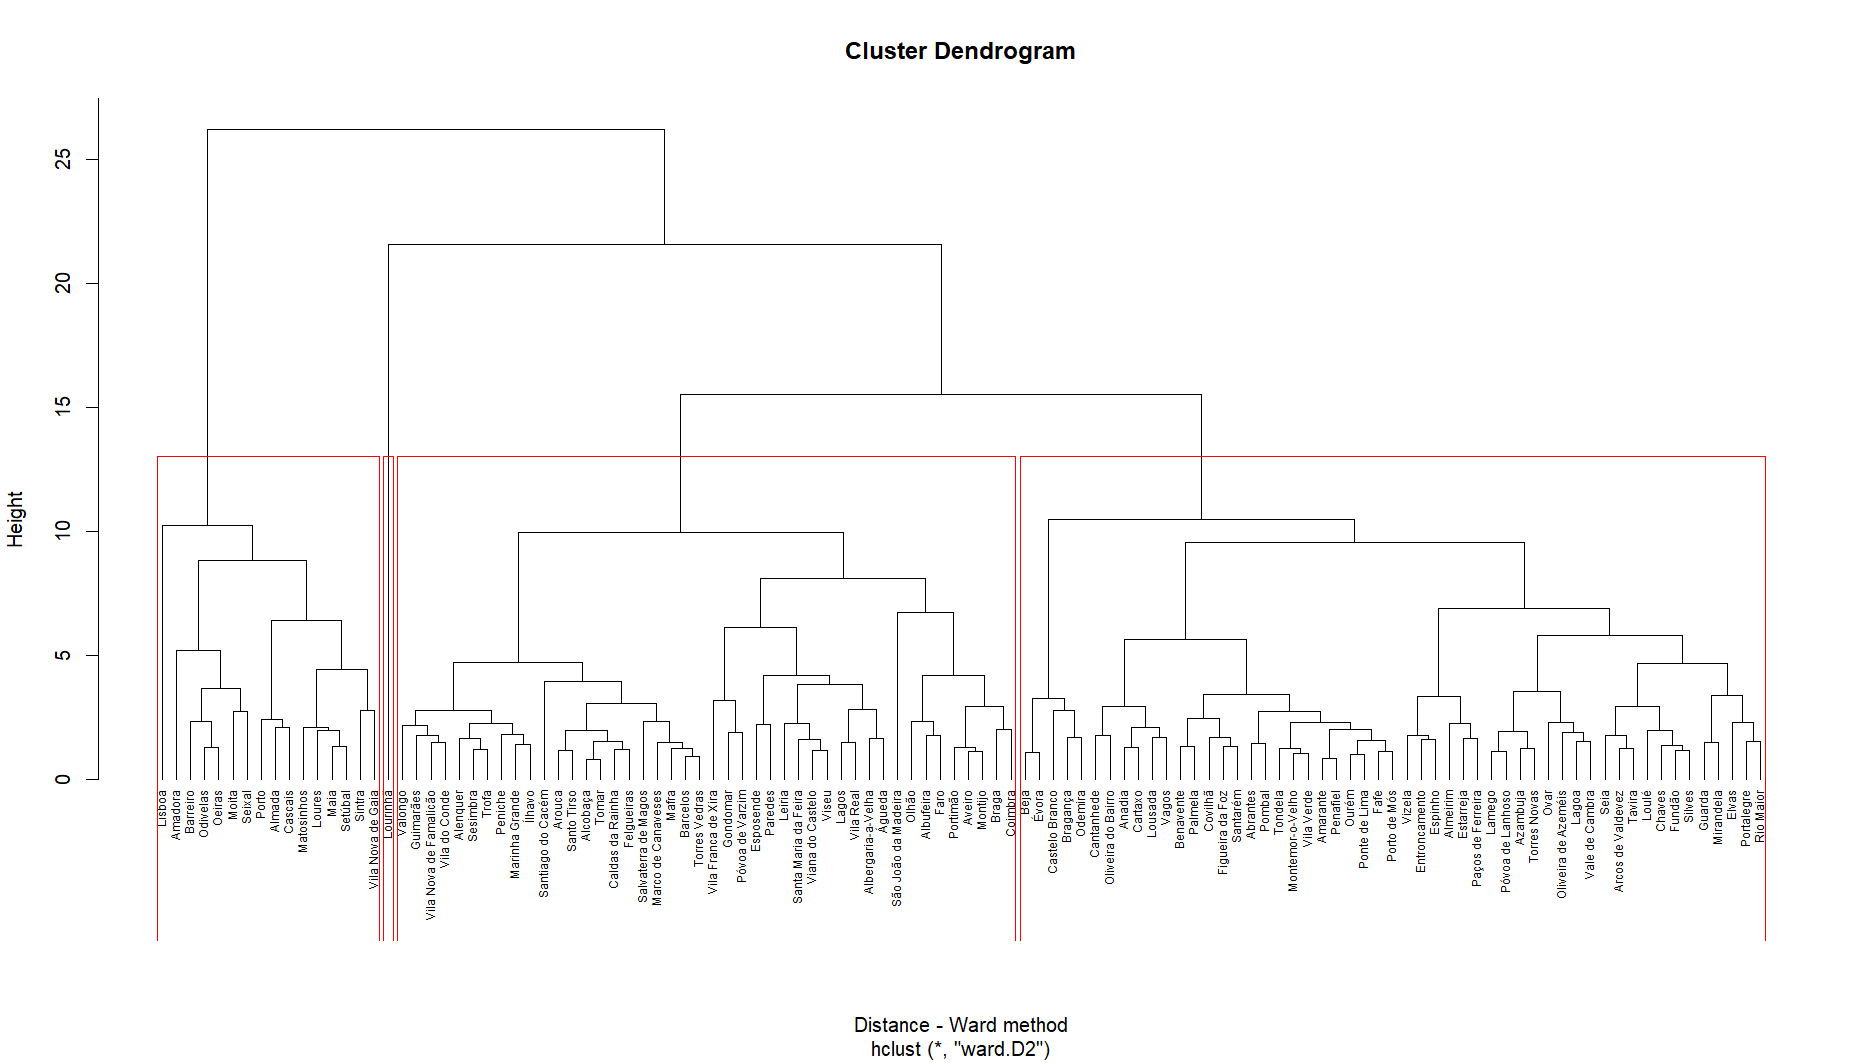 Cluster Dendrogram
Height
0
5
10
15
20
25
Lisboa
Amadora
Barreiro
Odivelas
Oeiras
Moita
Seixal
Porto
Almada
Cascais
Matosinhos
Loures
Maia
Setúbal
Sintra
Vila Nova de Gaia
Lourinha
Valongo
Guimarães
Vila Nova de Famalicão
Vila do Conde
Alenquer
Sesimbra
Trofa
Peniche
Marinha Grande
Ílhavo
Santiago do Cacém
Arouca
Santo Tirso
Alcobaça
Tomar
Caldas da Rainha
Felgueiras
Salvaterra de Magos
Marco de Canaveses
Mafra
Barcelos
Torres Vedras
Vila Franca de Xira
Gondomar
Póvoa de Varzim
Esposende
Paredes
Leiria
Santa Maria da Feira
Viana do Castelo
Viseu
Lagos
Vila Real
Albergaria-a-Velha
Águeda
São João da Madeira
Olhão
Albufeira
Faro
Portimão
Aveiro
Montijo
Braga
Coimbra
Beja
Évora
Castelo Branco
Bragança
Odemira
Cantanhede
Oliveira do Bairro
Anadia
Cartaxo
Lousada
Vagos
Benavente
Palmela
Covilhã
Figueira da Foz
Santarém
Abrantes
Pombal
Tondela
Montemor-o-Velho
Vila Verde
Amarante
Penafiel
Ourém
Ponte de Lima
Fafe
Porto de Mós
Vizela
Entroncamento
Espinho
Almeirim
Estarreja
Paços de Ferreira
Lamego
Póvoa de Lanhoso
Azambuja
Torres Novas
Ovar
Oliveira de Azeméis
Lagoa
Vale de Cambra
Seia
Arcos de Valdevez
Tavira
Loulé
Chaves
Fundão
Silves
Guarda
Mirandela
Elvas
Portalegre
Rio Maior
Distance - Ward method
hclust (*, "ward.D2")